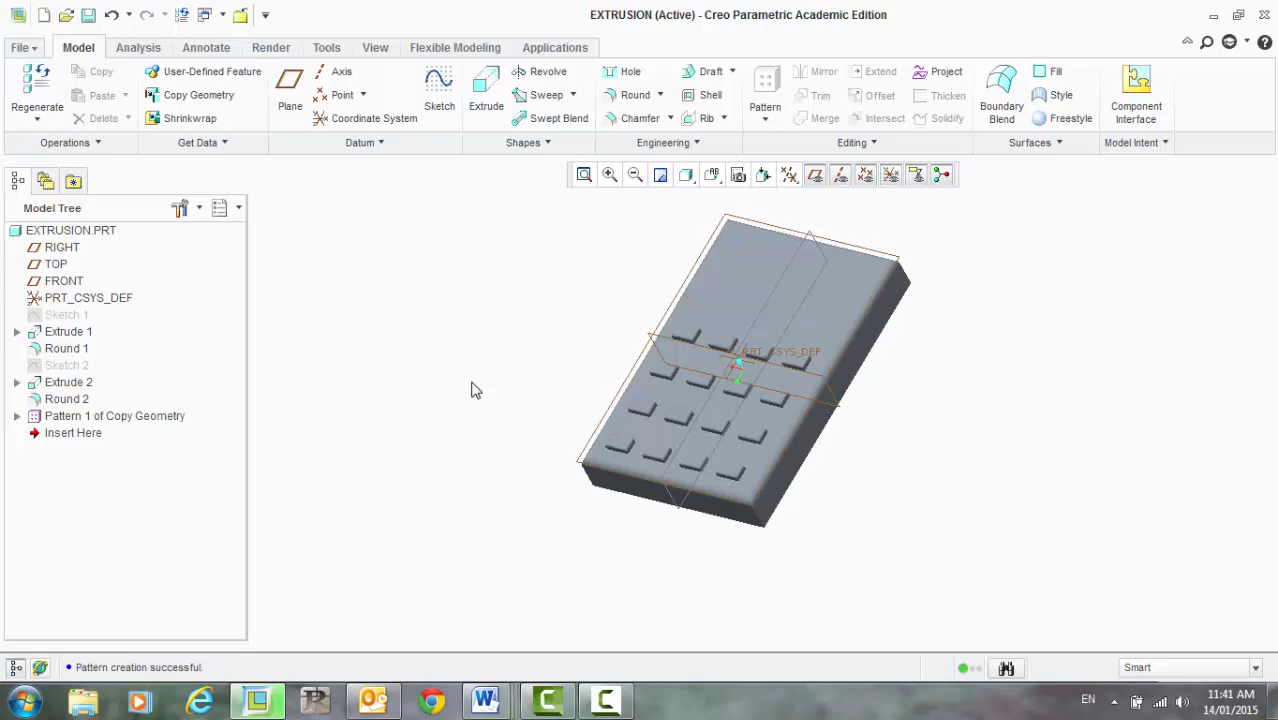 EXTRUSION (Active) - Creo Parametric Academic Edition
File Model Analysis Annotate Render Tools View Flexible Modeling Applications
Regenerate
Copy
Paste
Delete
User-Defined Feature
Copy Geometry
Shrinkwrap
Plane
Axis
Point
Coordinate System
Sketch
Extrude
Revolve
Sweep
Swept Blend
Hole
Round
Chamfer
Draft
Shell
Rib
Pattern
Mirror
Trim
Merge
Extend
Offset
Intersect
Project
Thicken
Solidify
Boundary
Blend
Fill
Style
Freestyle
Component
Interface
Operations Get Data Datum Shapes Engineering Editing Surfaces Model Intent
Model Tree
EXTRUSION.PRT
RIGHT
TOP
FRONT
PRT_CSYS_DEF
Sketch 1
Extrude 1
Round 1
Sketch 2
Extrude 2
Round 2
Pattern 1 of Copy Geometry
Insert Here
PRT_CSYS_DEF
Pattern creation successful.
Smart
EN
11:41 AM
14/01/2015